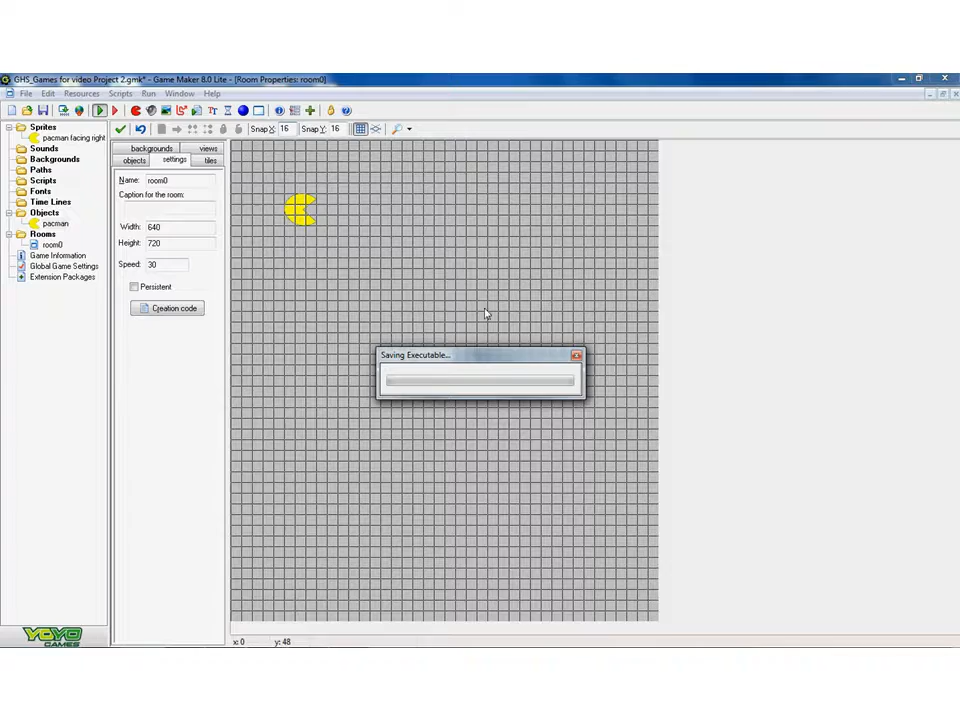 GHS_Games for video Project 2.gmk* - Game Maker 8.0 Lite - [Room Properties: room0]
File Edit Resources Scripts Run Window Help
Snap X: 16 Snap Y: 16
Sprites
pacman facing right
Sounds
Backgrounds
Paths
Scripts
Fonts
Time Lines
Objects
pacman
Rooms
room0
Game Information
Global Game Settings
Extension Packages
backgrounds views
objects settings tiles
Name: room0
Caption for the room:
Width: 640
Height: 720
Speed: 30
Persistent
Creation code
Saving Executable...
YOYO
GAMES
x: 0 y: 48